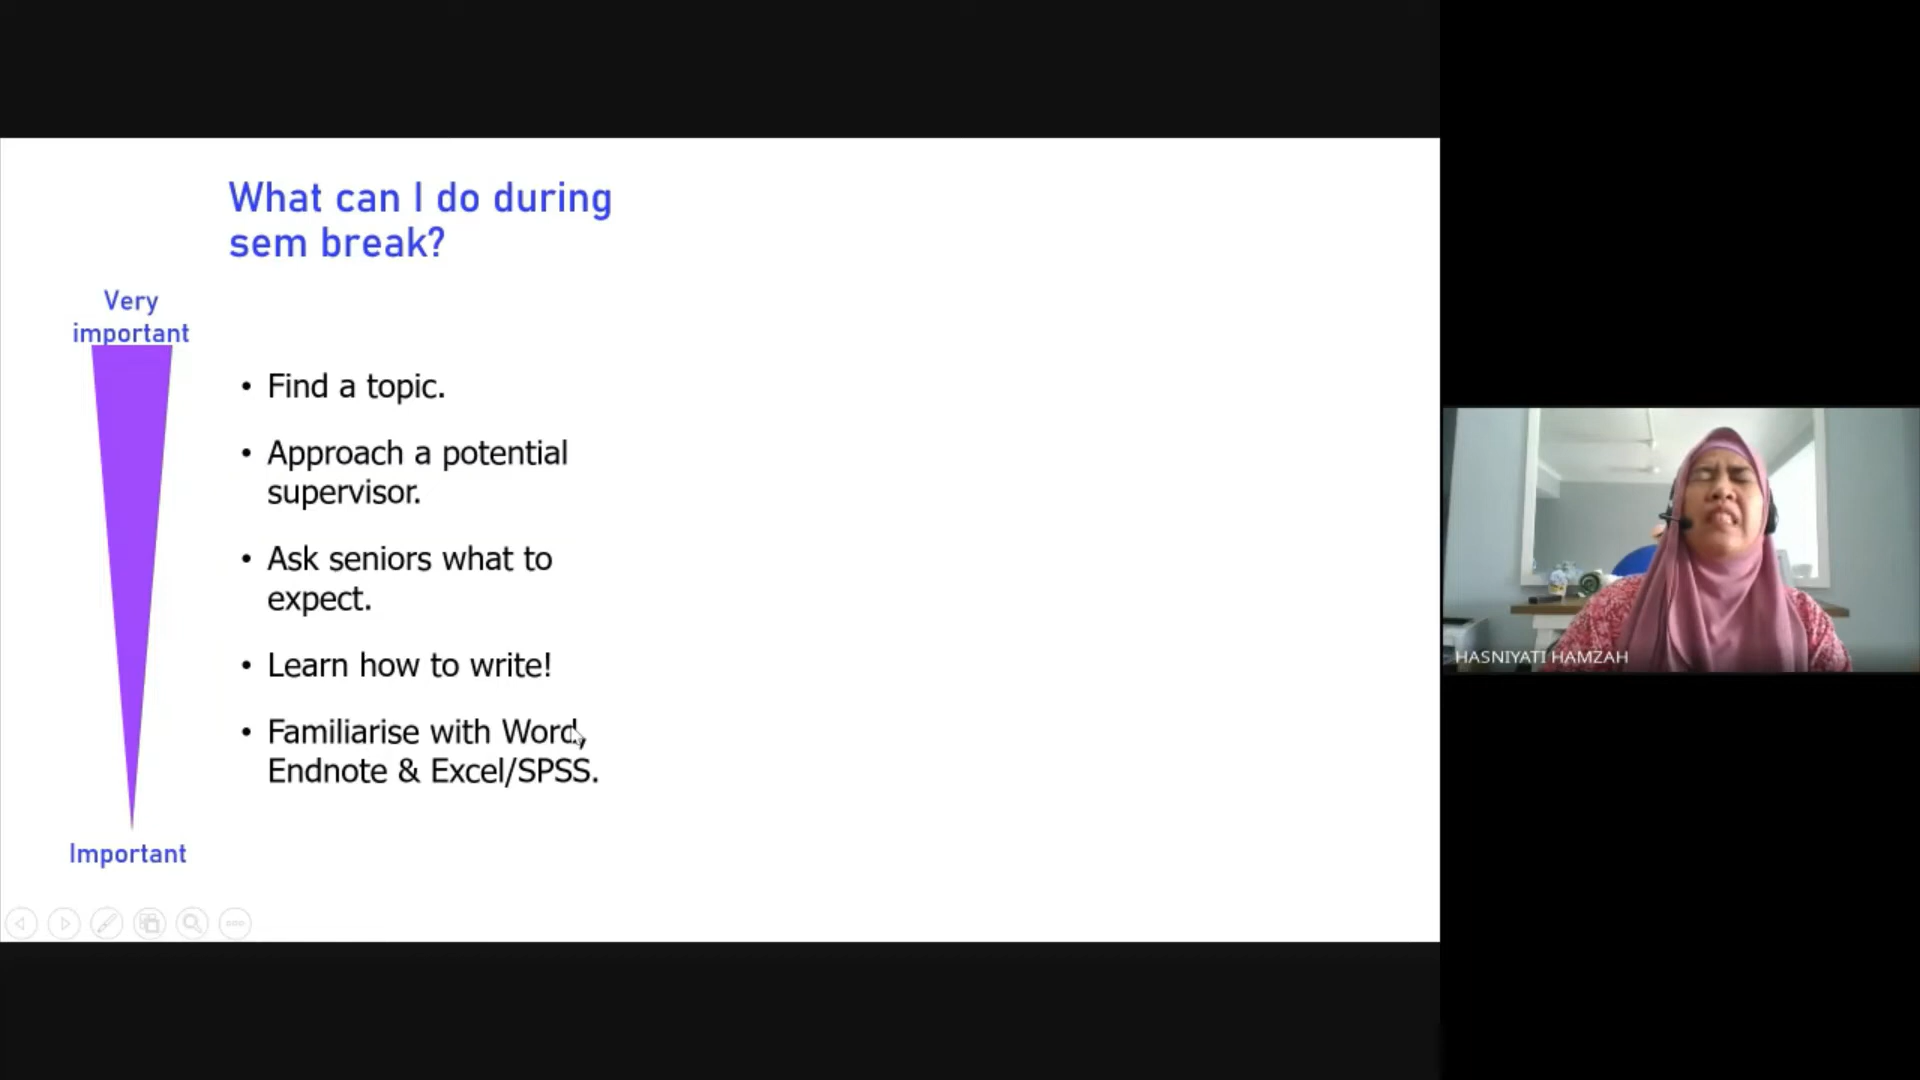 What can I do during
sem break?
Very
important
• Find a topic.
• Approach a potential
supervisor.
• Ask seniors what to
expect.
• Learn how to write!
• Familiarise with Word,
Endnote & Excel/SPSS.
Important
HASNIYATI HAMZAH